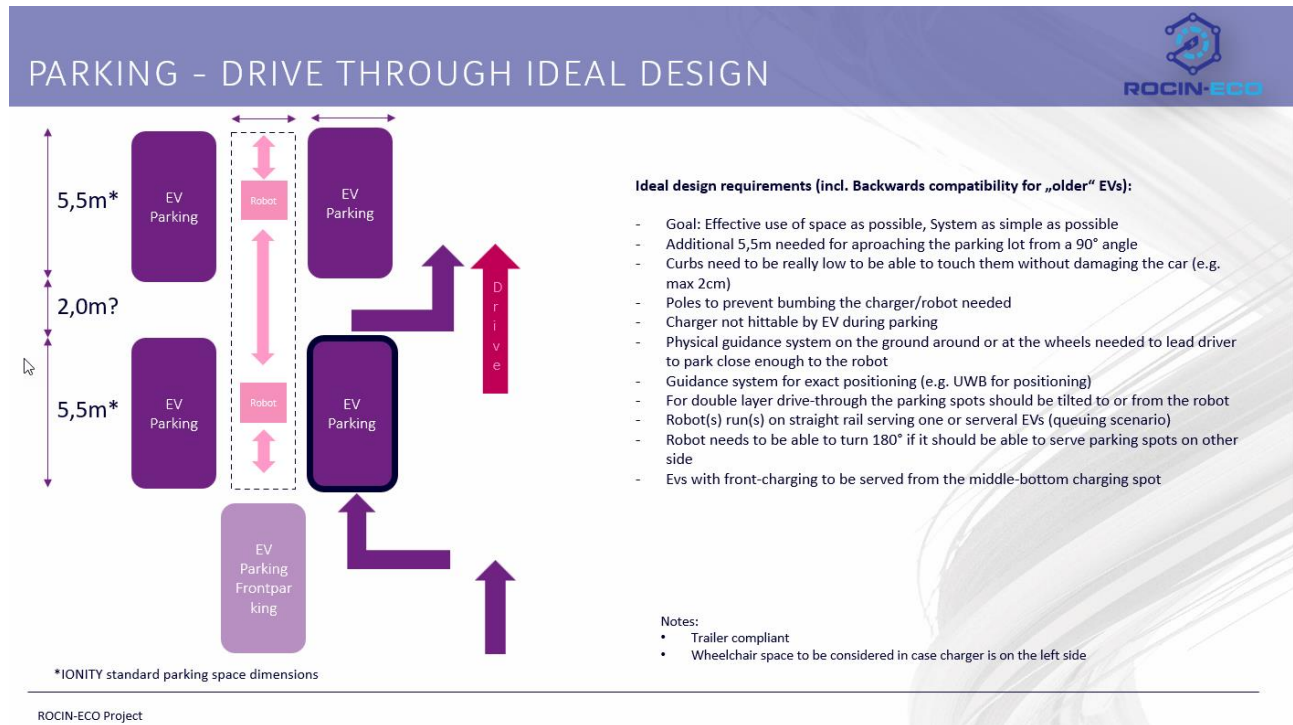 PARKING – DRIVE THROUGH IDEAL DESIGN
ROCIN-ECO
5,5m*
EV
Parking
Robot
EV
Parking
2,0m?
Drive
5,5m*
EV
Parking
Robot
EV
Parking
EV
Parking
Frontpar
king
*IONITY standard parking space dimensions
Ideal design requirements (incl. Backwards compatibility for „older“ EVs):
- Goal: Effective use of space as possible, System as simple as possible
- Additional 5,5m needed for aproaching the parking lot from a 90° angle
- Curbs need to be really low to be able to touch them without damaging the car (e.g.
max 2cm)
- Poles to prevent bumbing the charger/robot needed
- Charger not hittable by EV during parking
- Physical guidance system on the ground around or at the wheels needed to lead driver
to park close enough to the robot
- Guidance system for exact positioning (e.g. UWB for positioning)
- For double layer drive-through the parking spots should be tilted to or from the robot
- Robot(s) run(s) on straight rail serving one or serveral EVs (queuing scenario)
- Robot needs to be able to turn 180° if it should be able to serve parking spots on other
side
- Evs with front-charging to be served from the middle-bottom charging spot
Notes:
• Trailer compliant
• Wheelchair space to be considered in case charger is on the left side
ROCIN-ECO Project